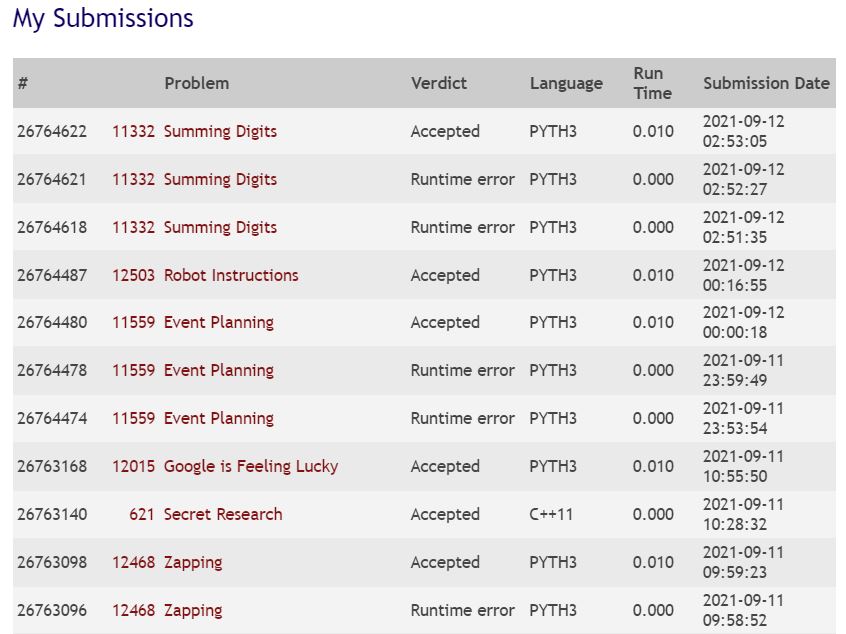 My Submissions
# Problem Verdict Language Run Time Submission Date
26764622 11332 Summing Digits Accepted PYTH3 0.010 2021-09-12 02:53:05
26764621 11332 Summing Digits Runtime error PYTH3 0.000 2021-09-12 02:52:27
26764618 11332 Summing Digits Runtime error PYTH3 0.000 2021-09-12 02:51:35
26764487 12503 Robot Instructions Accepted PYTH3 0.010 2021-09-12 00:16:55
26764480 11559 Event Planning Accepted PYTH3 0.010 2021-09-12 00:00:18
26764478 11559 Event Planning Runtime error PYTH3 0.000 2021-09-11 23:59:49
26764474 11559 Event Planning Runtime error PYTH3 0.000 2021-09-11 23:53:54
26763168 12015 Google is Feeling Lucky Accepted PYTH3 0.010 2021-09-11 10:55:50
26763140 621 Secret Research Accepted C++11 0.000 2021-09-11 10:28:32
26763098 12468 Zapping Accepted PYTH3 0.010 2021-09-11 09:59:23
26763096 12468 Zapping Runtime error PYTH3 0.000 2021-09-11 09:58:52